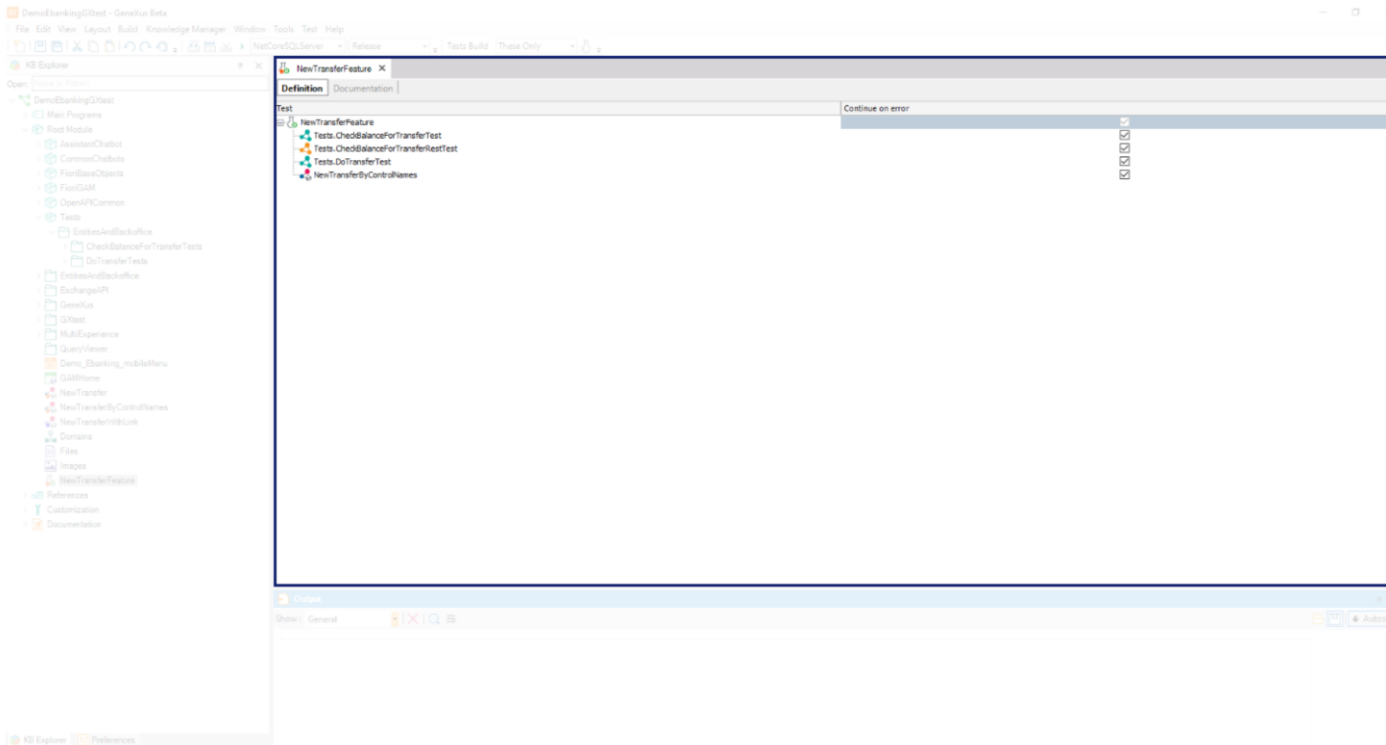 DemoEbankingGXtest - GeneXus Beta
File Edit View Layout Build Knowledge Manager Window Tools Test Help
NetCoreSQLServer Release Tests Build These Only
KB Explorer
Open:
DemoEbankingGXtest
Main Programs
Root Module
AssistantChatbot
CommonChatbots
FioriBaseObjects
FioriGAM
OpenAPICommon
Tests
EntitiesAndBackoffice
CheckBalanceForTransferTests
DoTransferTests
EntitiesAndBackoffice
ExchangeAPI
GeneXus
GXtest
MultiExperience
QueryViewer
Demo_Ebanking_mobileMenu
GAMHome
NewTransfer
NewTransferByControlNames
NewTransferWithLink
Domains
Files
Images
NewTransferFeature
References
Customization
Documentation
KB Explorer Preferences
NewTransferFeature
Definition Documentation
Test Continue on error
NewTransferFeature
Tests.CheckBalanceForTransferTest
Tests.CheckBalanceForTransferRestTest
Tests.DoTransferTest
NewTransferByControlNames
Output
Show: General